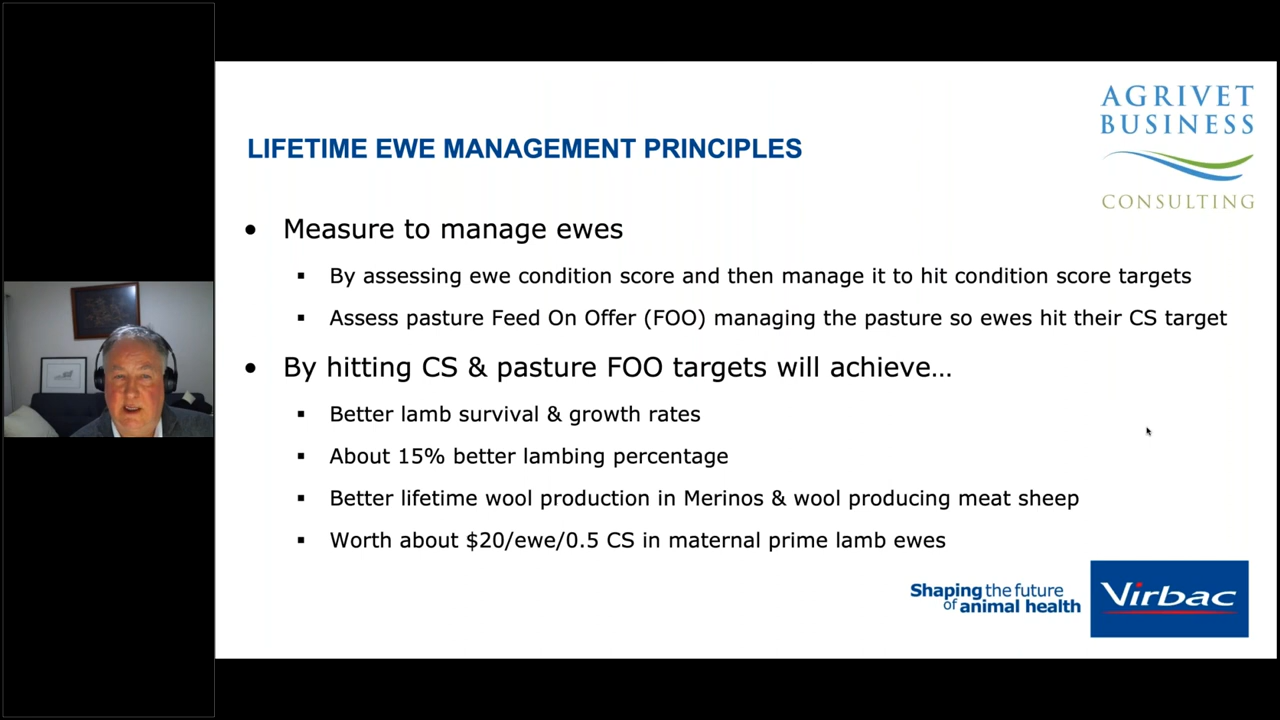 AGRIVET
BUSINESS
CONSULTING
LIFETIME EWE MANAGEMENT PRINCIPLES
• Measure to manage ewes
▪ By assessing ewe condition score and then manage it to hit condition score targets
▪ Assess pasture Feed On Offer (FOO) managing the pasture so ewes hit their CS target
• By hitting CS & pasture FOO targets will achieve…
▪ Better lamb survival & growth rates
▪ About 15% better lambing percentage
▪ Better lifetime wool production in Merinos & wool producing meat sheep
▪ Worth about $20/ewe/0.5 CS in maternal prime lamb ewes
Shaping the future
of animal health
Virbac